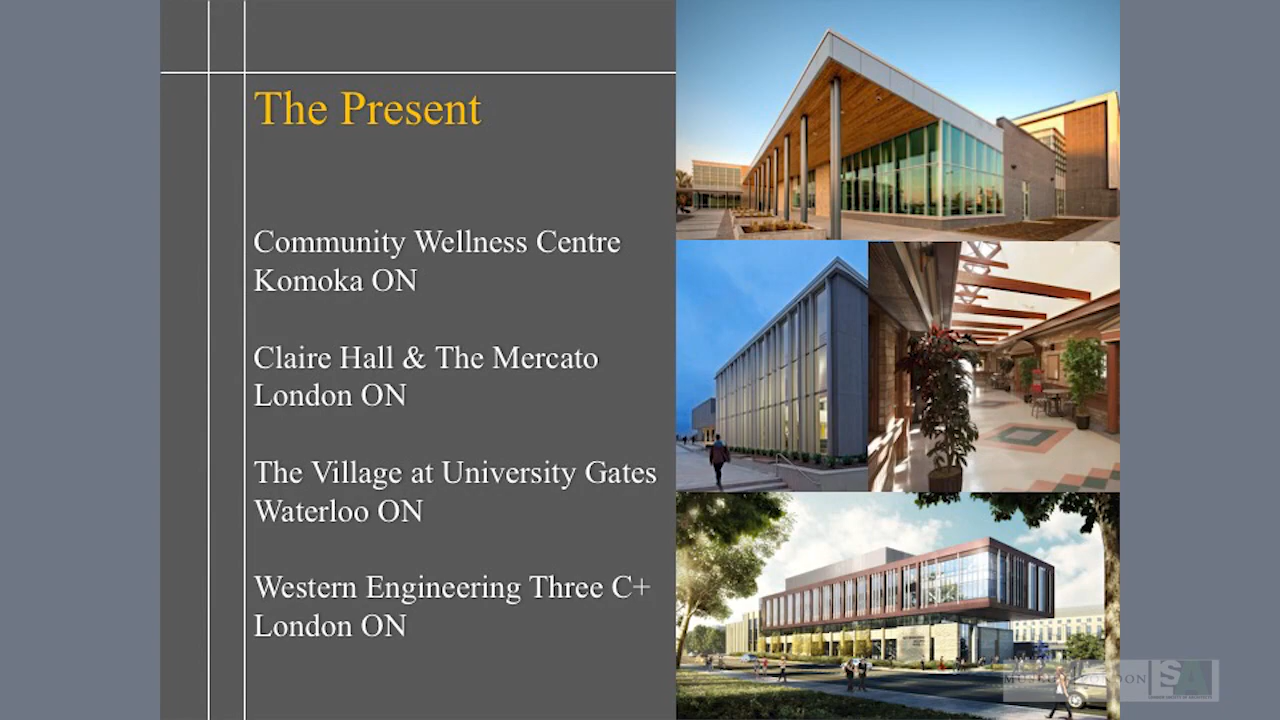 The Present
Community Wellness Centre
Komoka ON
Claire Hall & The Mercato
London ON
The Village at University Gates
Waterloo ON
Western Engineering Three C+
London ON